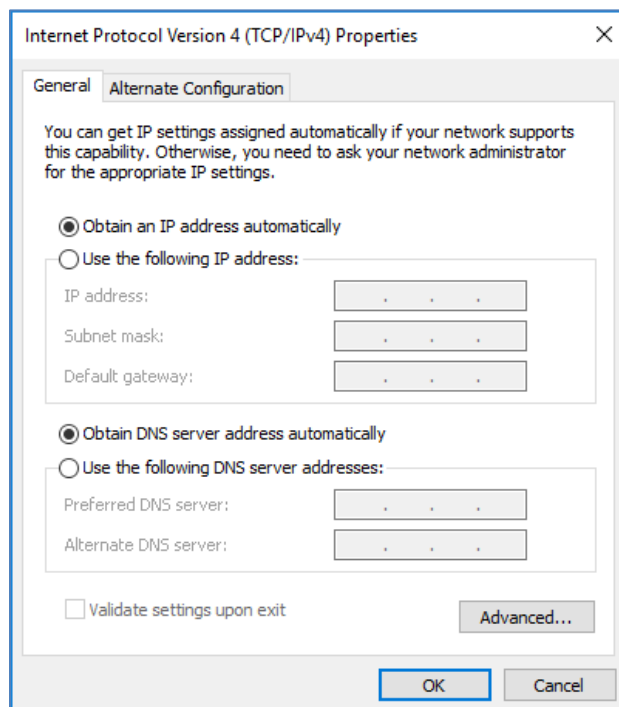 Internet Protocol Version 4 (TCP/IPv4) Properties
General
Alternate Configuration
You can get IP settings assigned automatically if your network supports
this capability. Otherwise, you need to ask your network administrator
for the appropriate IP settings.
Obtain an IP address automatically
Use the following IP address:
IP address:
Subnet mask:
Default gateway:
Obtain DNS server address automatically
Use the following DNS server addresses:
Preferred DNS server:
Alternate DNS server:
Validate settings upon exit
Advanced...
OK
Cancel